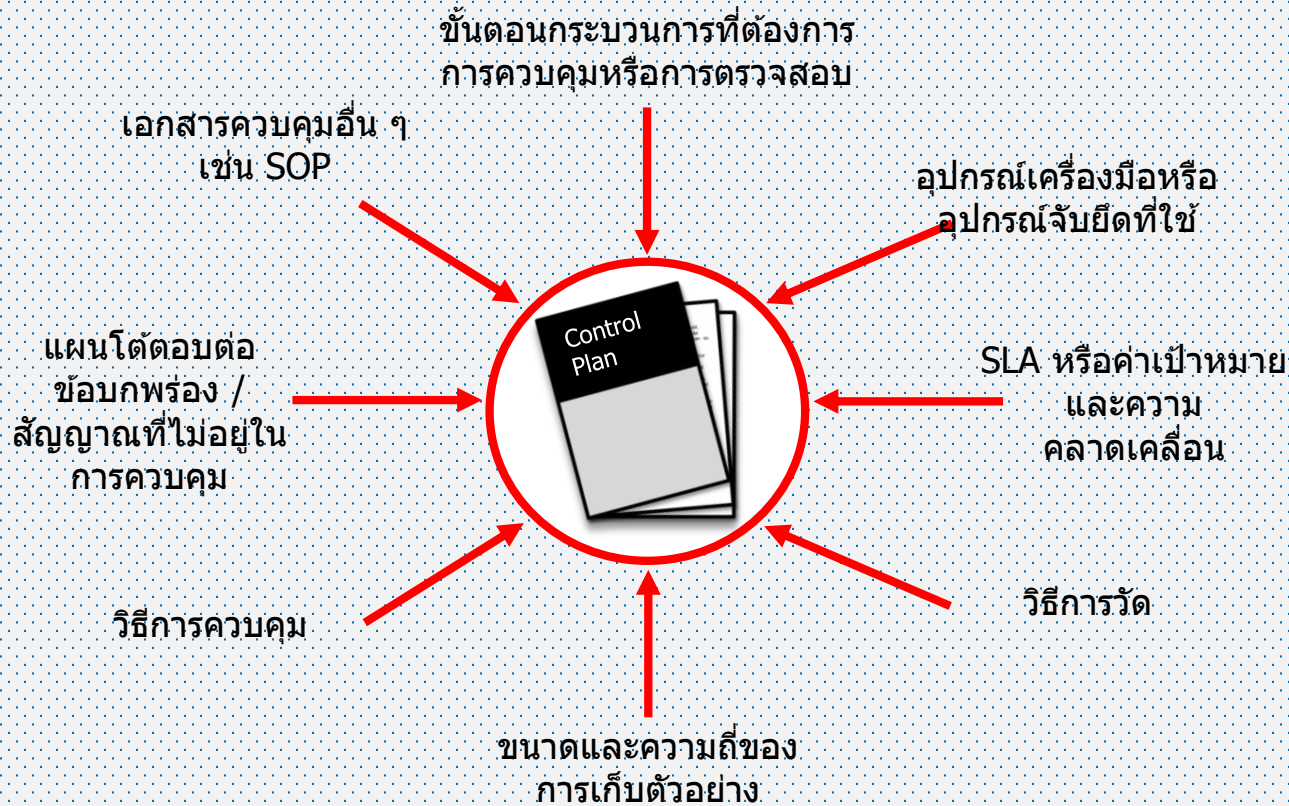 ขั้นตอนกระบวนการที่ต้องการ
การควบคุมหรือการตรวจสอบ
เอกสารควบคุมอื่น ๆ
เช่น SOP
อุปกรณ์เครื่องมือหรือ
อุปกรณ์จับยึดที่ใช้
Control
Plan
แผนโต้ตอบต่อ
ข้อบกพร่อง /
สัญญาณที่ไม่อยู่ใน
การควบคุม
SLA หรือค่าเป้าหมาย
และความ
คลาดเคลื่อน
วิธีการควบคุม
วิธีการวัด
ขนาดและความถี่ของ
การเก็บตัวอย่าง